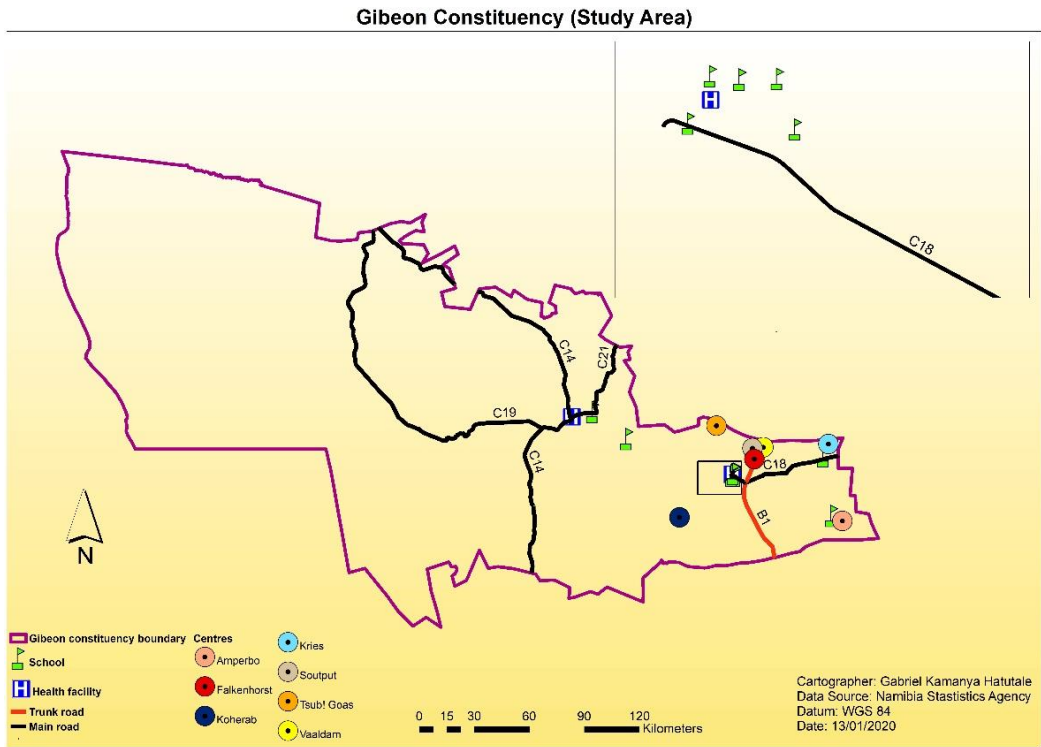 Gibeon Constituency (Study Area)
H
C18
C14
C21
C19
H
C14
C18
H
B1
N
Gibeon constituency boundary
School
H Health facility
Trunk road
Main road
Centres
Amperbo
Falkenhorst
Koherab
Kries
Soutput
Tsub! Goas
Vaaldam
0 15 30 60 90 120
Kilometers
Cartographer: Gabriel Kamanya Hatutale
Data Source: Namibia Stastistics Agency
Datum: WGS 84
Date: 13/01/2020